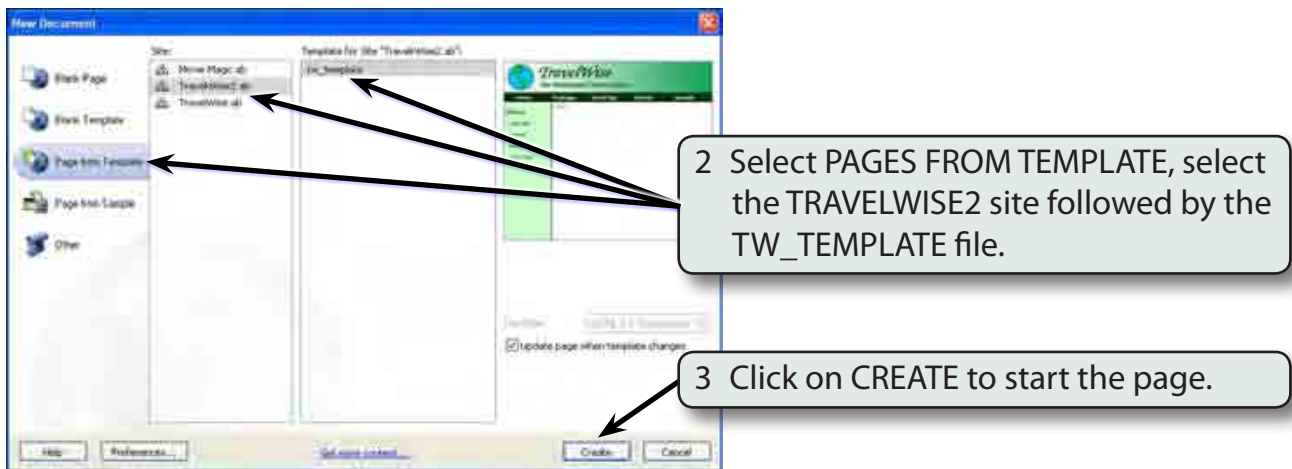 New Document
Site:
Template for Site "TravelWise2 ab":
Blank Page
Movie Magic ab
tw_template
TravelWise2 ab
TravelWise ab
TravelWise
Blank Template
Page from Template
Page from Sample
Other
2 Select PAGES FROM TEMPLATE, select
the TRAVELWISE2 site followed by the
TW_TEMPLATE file.
Update page when template changes
3 Click on CREATE to start the page.
Help
Preferences...
Get more content...
Create
Cancel